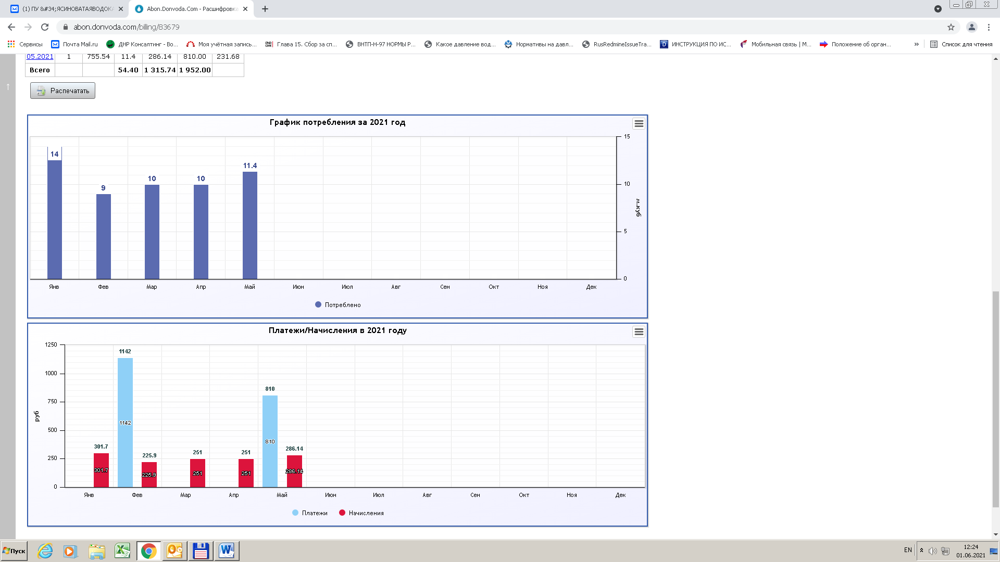 (1) ПУ &#34;ЯСИНОВАТАЯВОДОКА
Abon.Donvoda.Com - Расшифровка
abon.donvoda.com/billing/83679
Сервисы
Почта Mail.ru
ДНР Консалтинг - Во...
Моя учётная запись...
Глава 15. Сбор за сп...
ВНТП-Н-97 НОРМЫ Р...
Какое давление вод...
Нормативы на давл...
RusRedmineIssueTra...
ИНСТРУКЦИЯ ПО ИС...
Мобильная связь | М...
Положение об орган...
»
Список для чтения
05.2021 1 755.54 11.4 286.14 810.00 231.68
Всего 54.40 1 315.74 1 952.00
Распечатать
График потребления за 2021 год
15
10
5
0
м.куб
14
9
10
10
11.4
Янв Фев Мар Апр Май Июн Июл Авг Сен Окт Ноя Дек
Потреблено
Платежи/Начисления в 2021 году
1250
1000
750
500
250
0
руб
1142
810
1142
810
301.7
225.9
251
251
286.14
301.7
225.9
251
251
286.14
Янв Фев Мар Апр Май Июн Июл Авг Сен Окт Ноя Дек
Платежи Начисления
Пуск
EN
12:24
01.06.2021